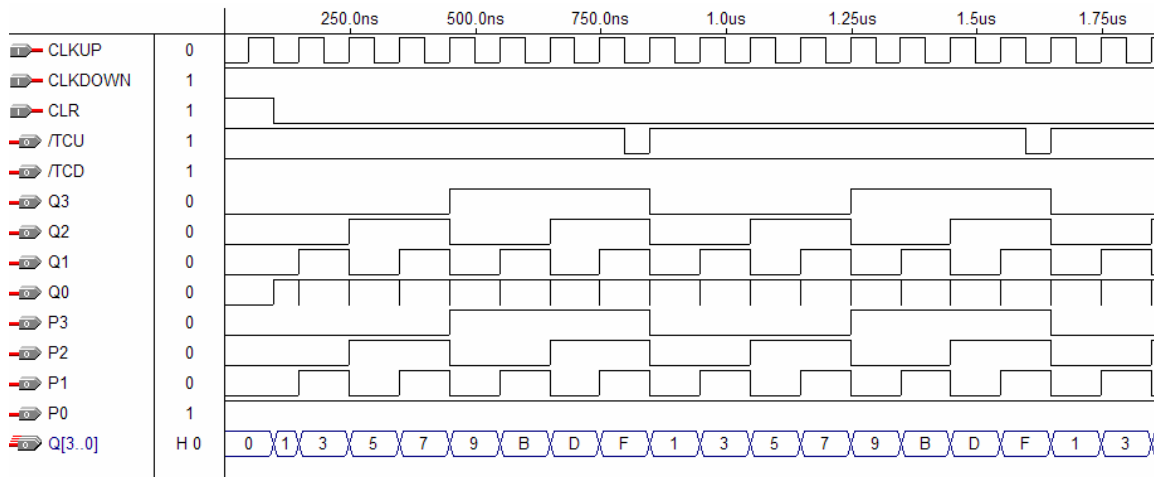 250.0ns 500.0ns 750.0ns 1.0us 1.25us 1.5us 1.75us
CLKUP 0
CLKDOWN 1
CLR 1
/TCU 1
/TCD 1
Q3 0
Q2 0
Q1 0
Q0 0
P3 0
P2 0
P1 0
P0 1
Q[3..0] H 0 0 1 3 5 7 9 B D F 1 3 5 7 9 B D F 1 3